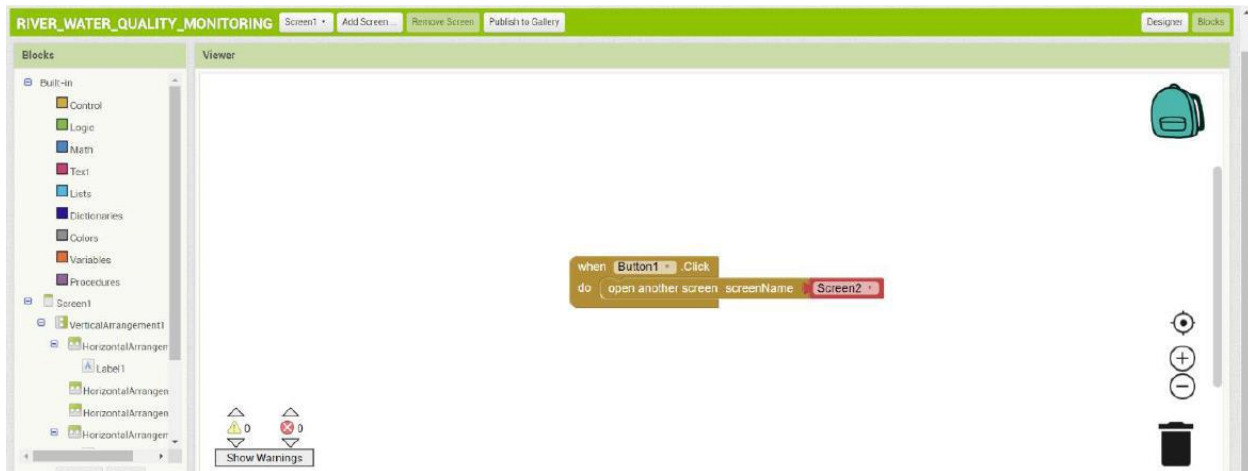 RIVER_WATER_QUALITY_MONITORING Screen1 Add Screen ... Remove Screen Publish to Gallery Designer Blocks
Blocks
Viewer
Built-in
Control
Logic
Math
Text
Lists
Dictionaries
Colors
Variables
Procedures
Screen1
VerticalArrangement1
HorizontalArrangen
Label1
HorizontalArrangen
HorizontalArrangen
HorizontalArrangen
when Button1 .Click
do open another screen screenName Screen2
0 0
Show Warnings